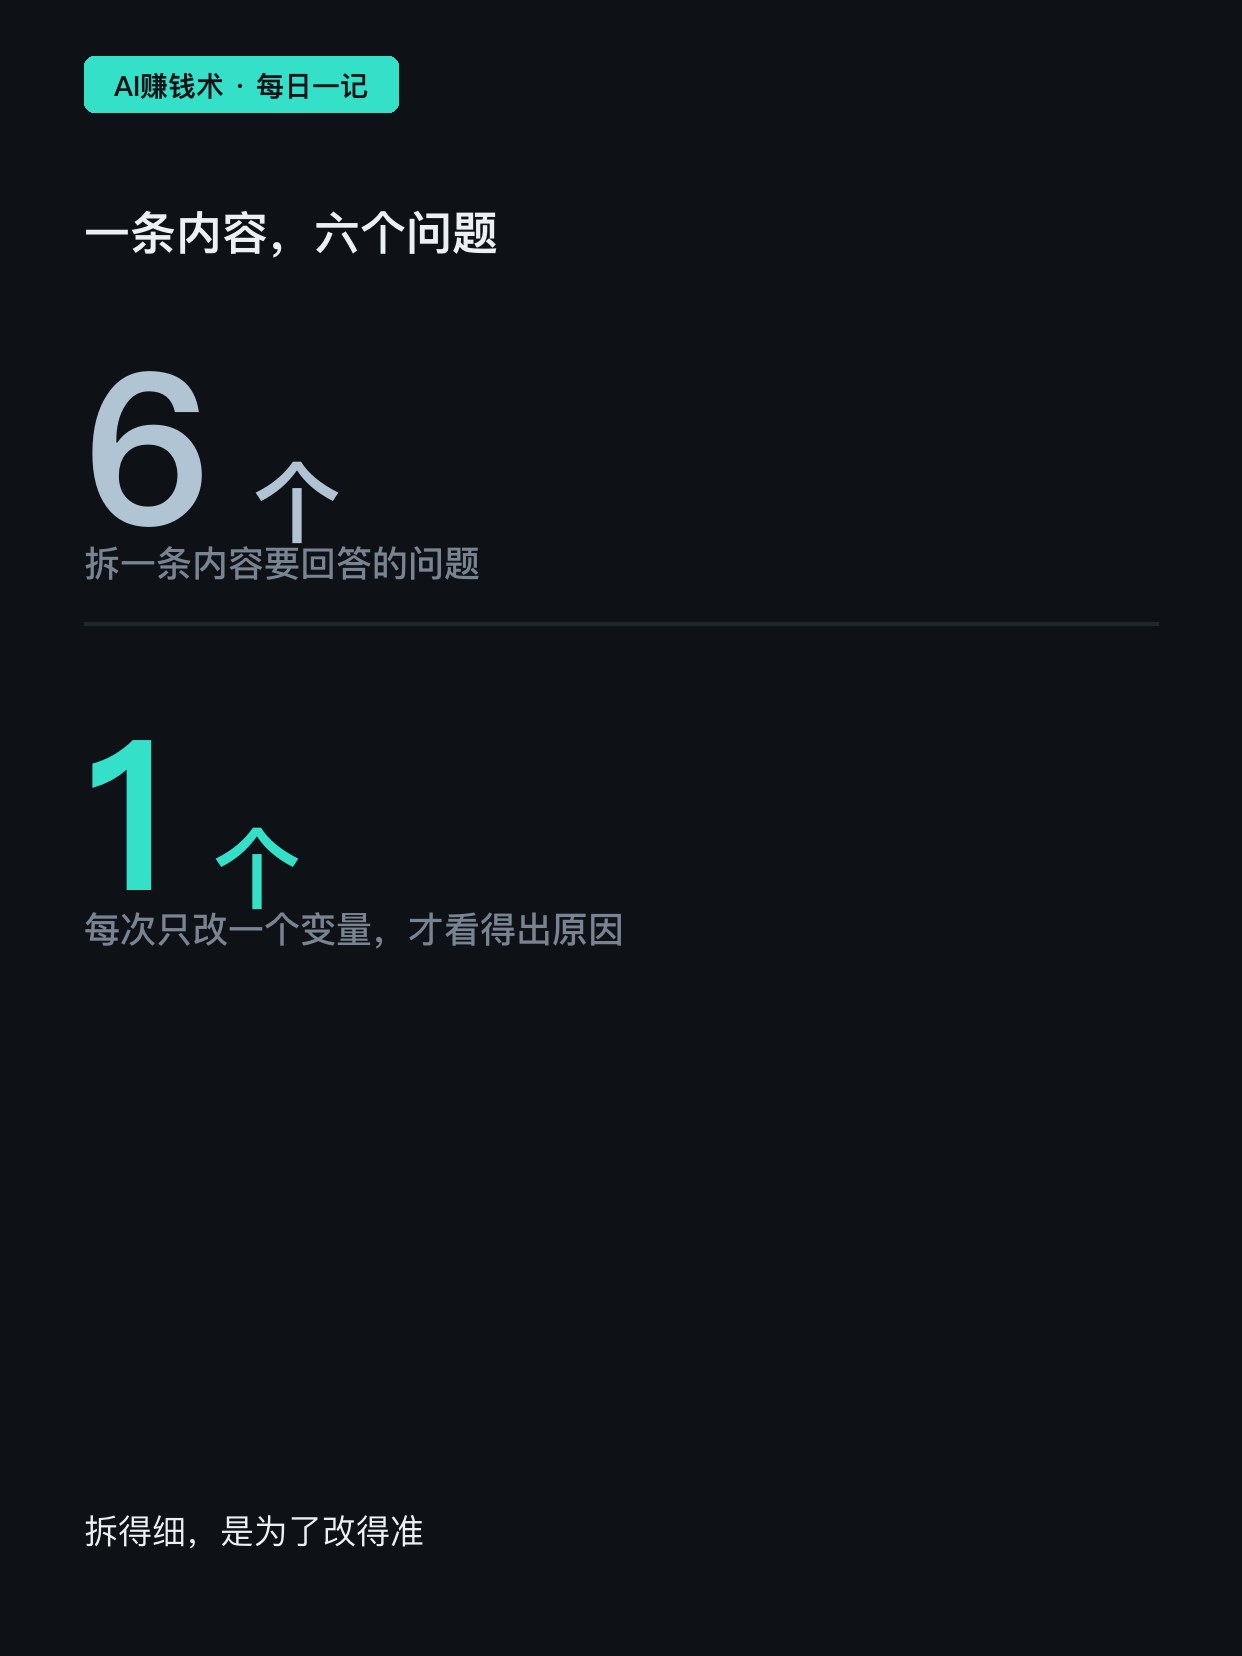 AI赚钱术 · 每日一记
一条内容，六个问题
6 个
拆一条内容要回答的问题
1 个
每次只改一个变量，才看得出原因
拆得细，是为了改得准